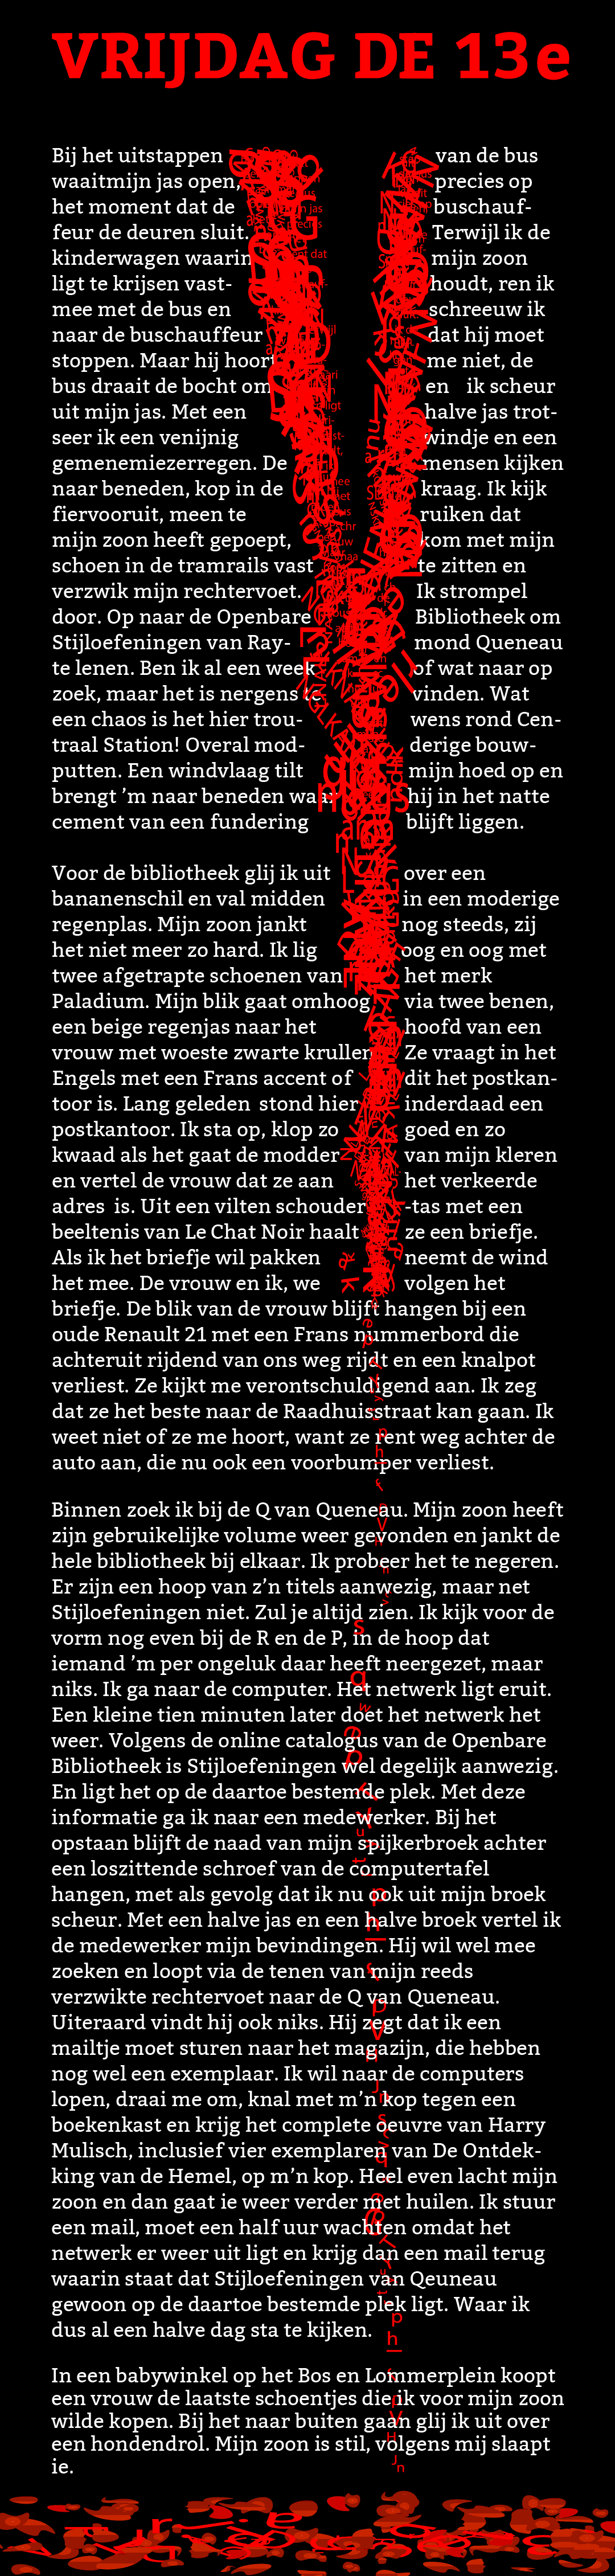 VRIJDAG DE 13e
Bij het uitstappen van de bus
waaitmijn jas open, precies op
het moment dat de buschauf-
feur de deuren sluit. Terwijl ik de
kinderwagen waarin mijn zoon
ligt te krijsen vast- houdt, ren ik
mee met de bus en schreeuw ik
naar de buschauffeur dat hij moet
stoppen. Maar hij hoort me niet, de
bus draait de bocht om en ik scheur
uit mijn jas. Met een halve jas trot-
seer ik een venijnig windje en een
gemenemiezerregen. De mensen kijken
naar beneden, kop in de kraag. Ik kijk
fiervooruit, meen te ruiken dat
mijn zoon heeft gepoept, kom met mijn
schoen in de tramrails vast te zitten en
verzwik mijn rechtervoet. Ik strompel
door. Op naar de Openbare Bibliotheek om
Stijloefeningen van Ray- mond Queneau
te lenen. Ben ik al een week of wat naar op
zoek, maar het is nergens te vinden. Wat
een chaos is het hier trou- wens rond Cen-
traal Station! Overal mod- derige bouw-
putten. Een windvlaag tilt mijn hoed op en
brengt ’m naar beneden waar hij in het natte
cement van een fundering blijft liggen.
Voor de bibliotheek glij ik uit over een
bananenschil en val midden in een moderige
regenplas. Mijn zoon jankt nog steeds, zij
het niet meer zo hard. Ik lig oog en oog met
twee afgetrapte schoenen van het merk
Paladium. Mijn blik gaat omhoog via twee benen,
een beige regenjas naar het hoofd van een
vrouw met woeste zwarte krullen Ze vraagt in het
Engels met een Frans accent of dit het postkan-
toor is. Lang geleden stond hier inderdaad een
postkantoor. Ik sta op, klop zo goed en zo
kwaad als het gaat de modder van mijn kleren
en vertel de vrouw dat ze aan het verkeerde
adres is. Uit een vilten schouder -tas met een
beeltenis van Le Chat Noir haalt ze een briefje.
Als ik het briefje wil pakken neemt de wind
het mee. De vrouw en ik, we volgen het
briefje. De blik van de vrouw blijft hangen bij een
oude Renault 21 met een Frans nummerbord die
achteruit rijdend van ons weg rijdt en een knalpot
verliest. Ze kijkt me verontschuldigend aan. Ik zeg
dat ze het beste naar de Raadhuisstraat kan gaan. Ik
weet niet of ze me hoort, want ze rent weg achter de
auto aan, die nu ook een voorbumper verliest.
Binnen zoek ik bij de Q van Queneau. Mijn zoon heeft
zijn gebruikelijke volume weer gevonden en jankt de
hele bibliotheek bij elkaar. Ik probeer het te negeren.
Er zijn een hoop van z’n titels aanwezig, maar net
Stijloefeningen niet. Zul je altijd zien. Ik kijk voor de
vorm nog even bij de R en de P, in de hoop dat
iemand ’m per ongeluk daar heeft neergezet, maar
niks. Ik ga naar de computer. Het netwerk ligt eruit.
Een kleine tien minuten later doet het netwerk het
weer. Volgens de online catalogus van de Openbare
Bibliotheek is Stijloefeningen wel degelijk aanwezig.
En ligt het op de daartoe bestemde plek. Met deze
informatie ga ik naar een medewerker. Bij het
opstaan blijft de naad van mijn spijkerbroek achter
een loszittende schroef van de computertafel
hangen, met als gevolg dat ik nu ook uit mijn broek
scheur. Met een halve jas en een halve broek vertel ik
de medewerker mijn bevindingen. Hij wil wel mee
zoeken en loopt via de tenen van mijn reeds
verzwikte rechtervoet naar de Q van Queneau.
Uiteraard vindt hij ook niks. Hij zegt dat ik een
mailtje moet sturen naar het magazijn, die hebben
nog wel een exemplaar. Ik wil naar de computers
lopen, draai me om, knal met m’n kop tegen een
boekenkast en krijg het complete oeuvre van Harry
Mulisch, inclusief vier exemplaren van De Ontdek-
king van de Hemel, op m’n kop. Heel even lacht mijn
zoon en dan gaat ie weer verder met huilen. Ik stuur
een mail, moet een half uur wachten omdat het
netwerk er weer uit ligt en krijg dan een mail terug
waarin staat dat Stijloefeningen van Qeuneau
gewoon op de daartoe bestemde plek ligt. Waar ik
dus al een halve dag sta te kijken.
In een babywinkel op het Bos en Lommerplein koopt
een vrouw de laatste schoentjes die ik voor mijn zoon
wilde kopen. Bij het naar buiten gaan glij ik uit over
een hondendrol. Mijn zoon is stil, volgens mij slaapt
ie.